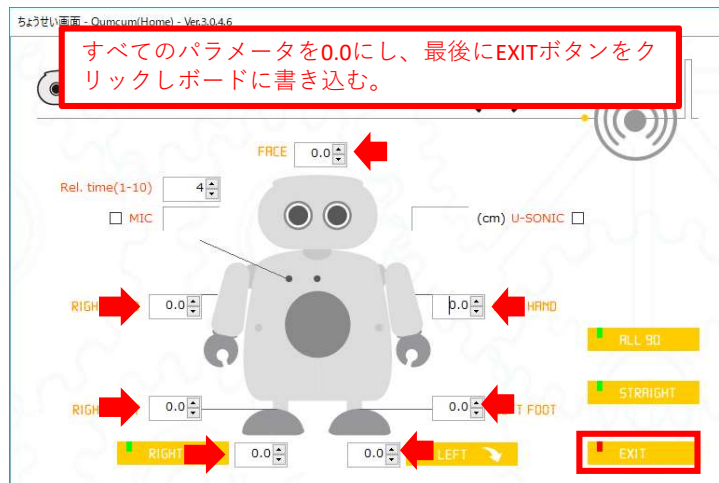 ちょうせい画面 - Qumcum(Home) - Ver.3.0.4.6
すべてのパラメータを0.0にし、最後にEXITボタンをク
リックしボードに書き込む。
FACE 0.0
Rel. time(1-10) 4
MIC
(cm) U-SONIC
0.0
0.0 HAND
ALL 90
STRAIGHT
0.0
0.0 T FOOT
RIGHT 0.0
0.0 LEFT
EXIT